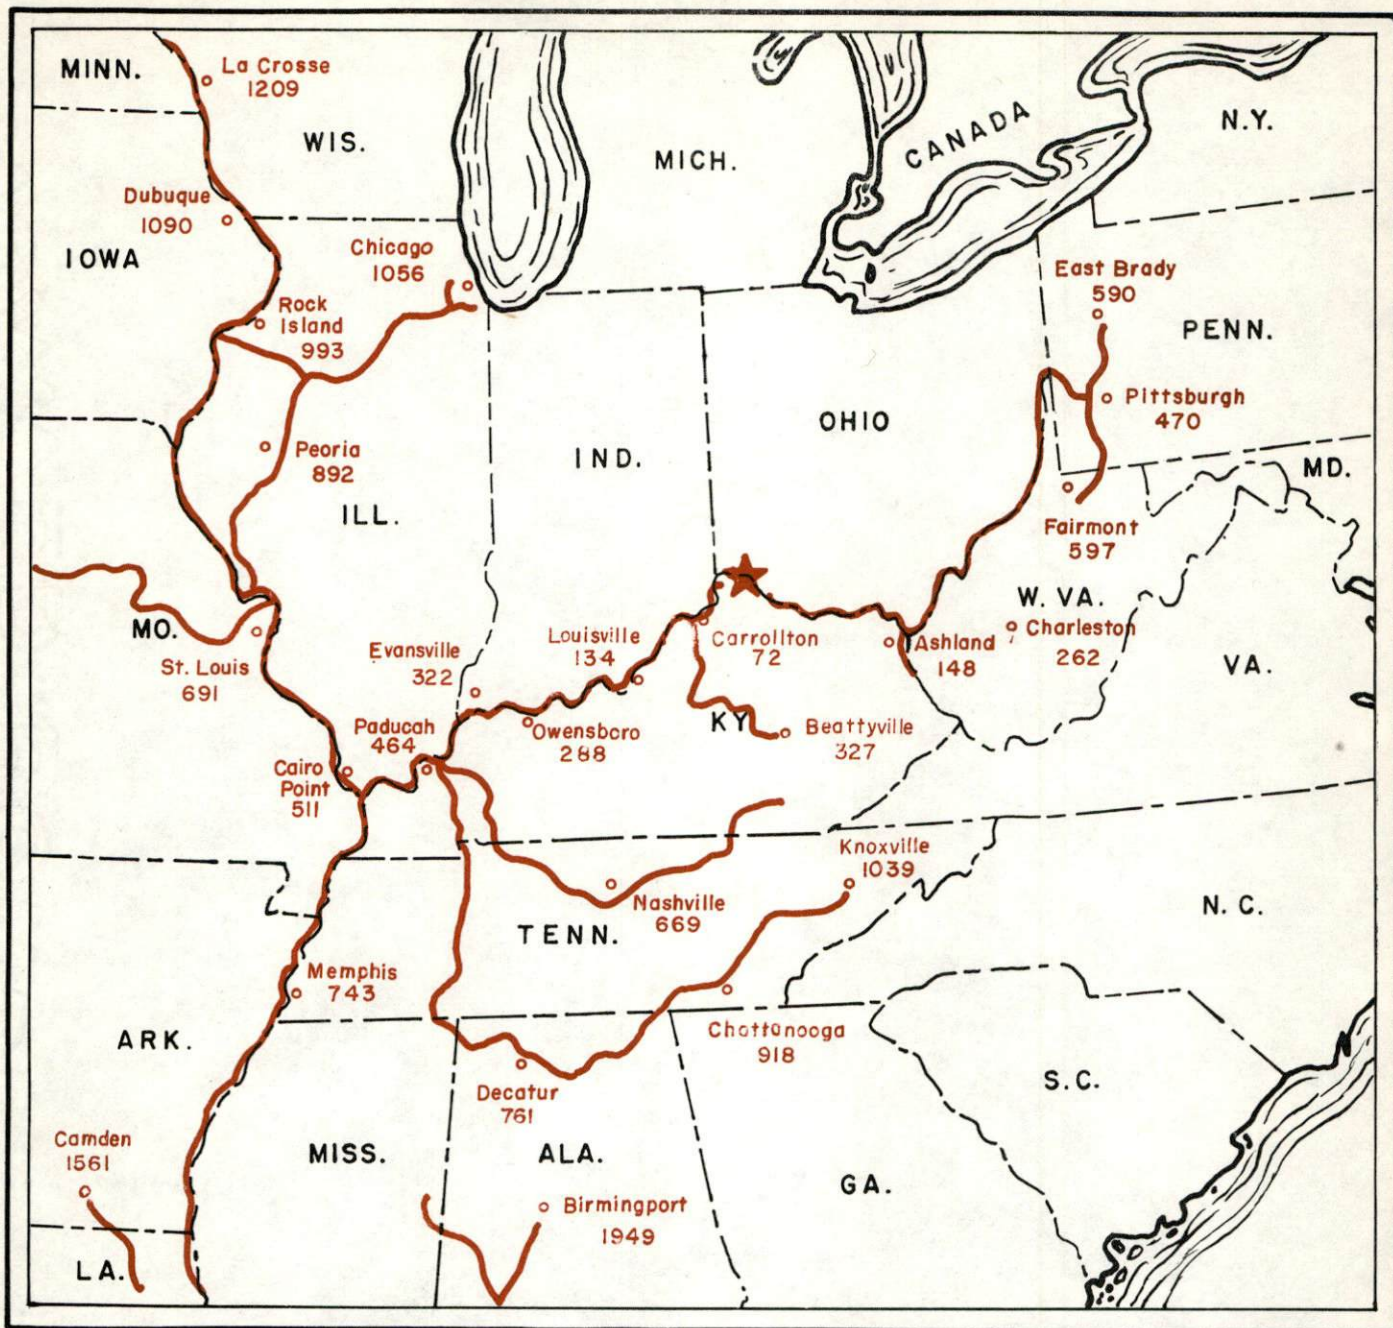 MINN.
La Crosse
1209
WIS.
MICH.
CANADA
N.Y.
Dubuque
1090
IOWA
Chicago
1056
Rock
Island
993
East Brady
590
PENN.
OHIO
Pittsburgh
470
IND.
Peoria
892
MD.
ILL.
Fairmont
597
W. VA.
MO.
Charleston
262
VA.
St. Louis
691
Evansville
322
Louisville
134
Carrollton
72
Ashland
148
Paducah
464
Owensboro
288
KY
Beattyville
327
Cairo
Point
511
Knoxville
1039
Nashville
669
TENN.
N. C.
Memphis
743
Chattanooga
918
ARK.
S.C.
Decatur
761
Camden
1561
MISS.
ALA.
GA.
Birmingport
1949
LA.